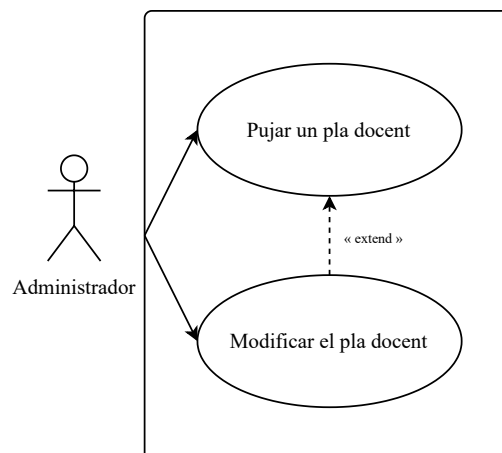 Pujar un pla docent
« extend »
Administrador
Modificar el pla docent